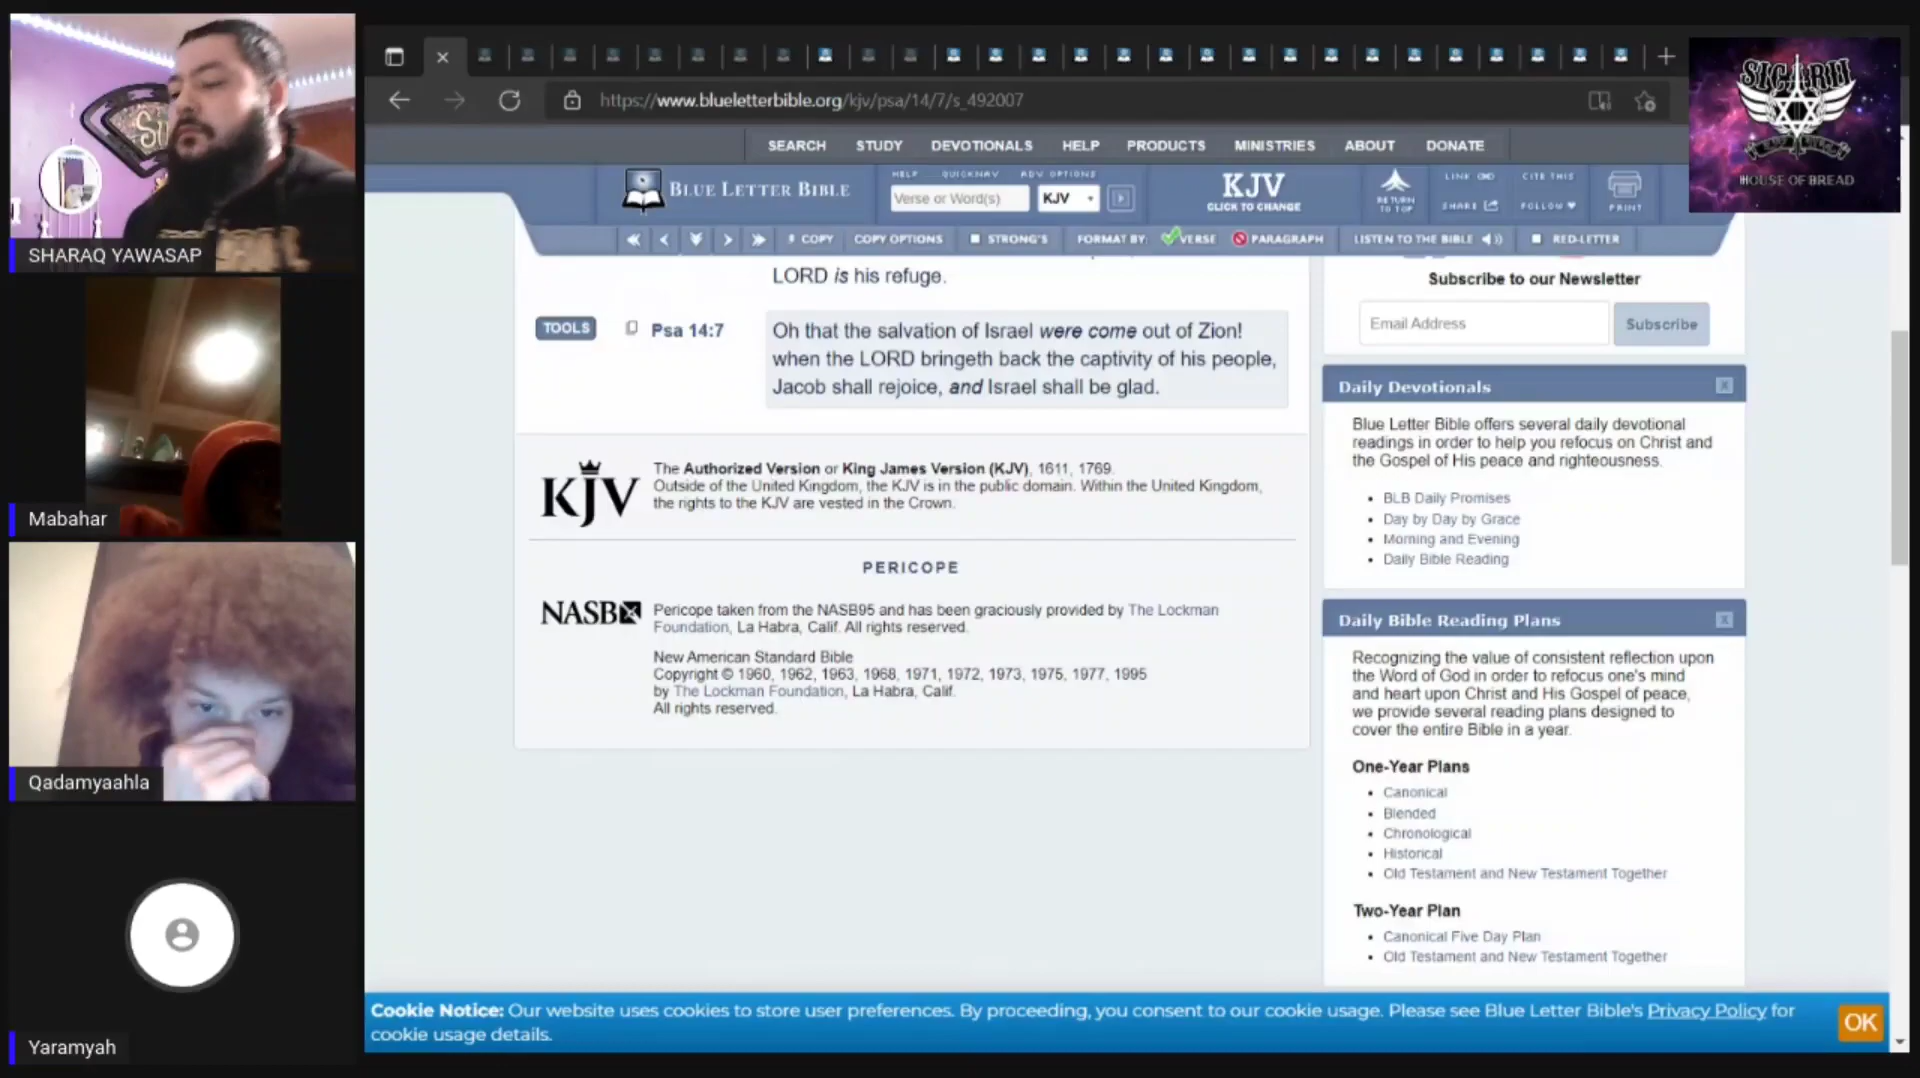 SHARAQ YAWASAP
Mabahar
Qadamyaahla
Yaramyah
https://www.blueletterbible.org/kjv/psa/14/7/s_492007
SICARII
HOUSE OF BREAD
SEARCH STUDY DEVOTIONALS HELP PRODUCTS MINISTRIES ABOUT DONATE
BLUE LETTER BIBLE
HELP QUICKNAV ADV OPTIONS
Verse or Word(s) KJV
KJV
CLICK TO CHANGE
RETURN TO TOP
LINK CITE THIS
SHARE FOLLOW PRINT
COPY COPY OPTIONS STRONG'S FORMAT BY: VERSE PARAGRAPH LISTEN TO THE BIBLE RED-LETTER
LORD is his refuge.
TOOLS Psa 14:7
Oh that the salvation of Israel were come out of Zion!
when the LORD bringeth back the captivity of his people,
Jacob shall rejoice, and Israel shall be glad.
KJV
The Authorized Version or King James Version (KJV), 1611, 1769.
Outside of the United Kingdom, the KJV is in the public domain. Within the United Kingdom,
the rights to the KJV are vested in the Crown.
PERICOPE
NASB
Pericope taken from the NASB95 and has been graciously provided by The Lockman
Foundation, La Habra, Calif. All rights reserved.
New American Standard Bible
Copyright © 1960, 1962, 1963, 1968, 1971, 1972, 1973, 1975, 1977, 1995
by The Lockman Foundation, La Habra, Calif.
All rights reserved.
Subscribe to our Newsletter
Email Address Subscribe
Daily Devotionals
Blue Letter Bible offers several daily devotional
readings in order to help you refocus on Christ and
the Gospel of His peace and righteousness.
BLB Daily Promises
Day by Day by Grace
Morning and Evening
Daily Bible Reading
Daily Bible Reading Plans
Recognizing the value of consistent reflection upon
the Word of God in order to refocus one's mind
and heart upon Christ and His Gospel of peace,
we provide several reading plans designed to
cover the entire Bible in a year.
One-Year Plans
Canonical
Blended
Chronological
Historical
Old Testament and New Testament Together
Two-Year Plan
Canonical Five Day Plan
Old Testament and New Testament Together
Cookie Notice: Our website uses cookies to store user preferences. By proceeding, you consent to our cookie usage. Please see Blue Letter Bible's Privacy Policy for
cookie usage details.
OK